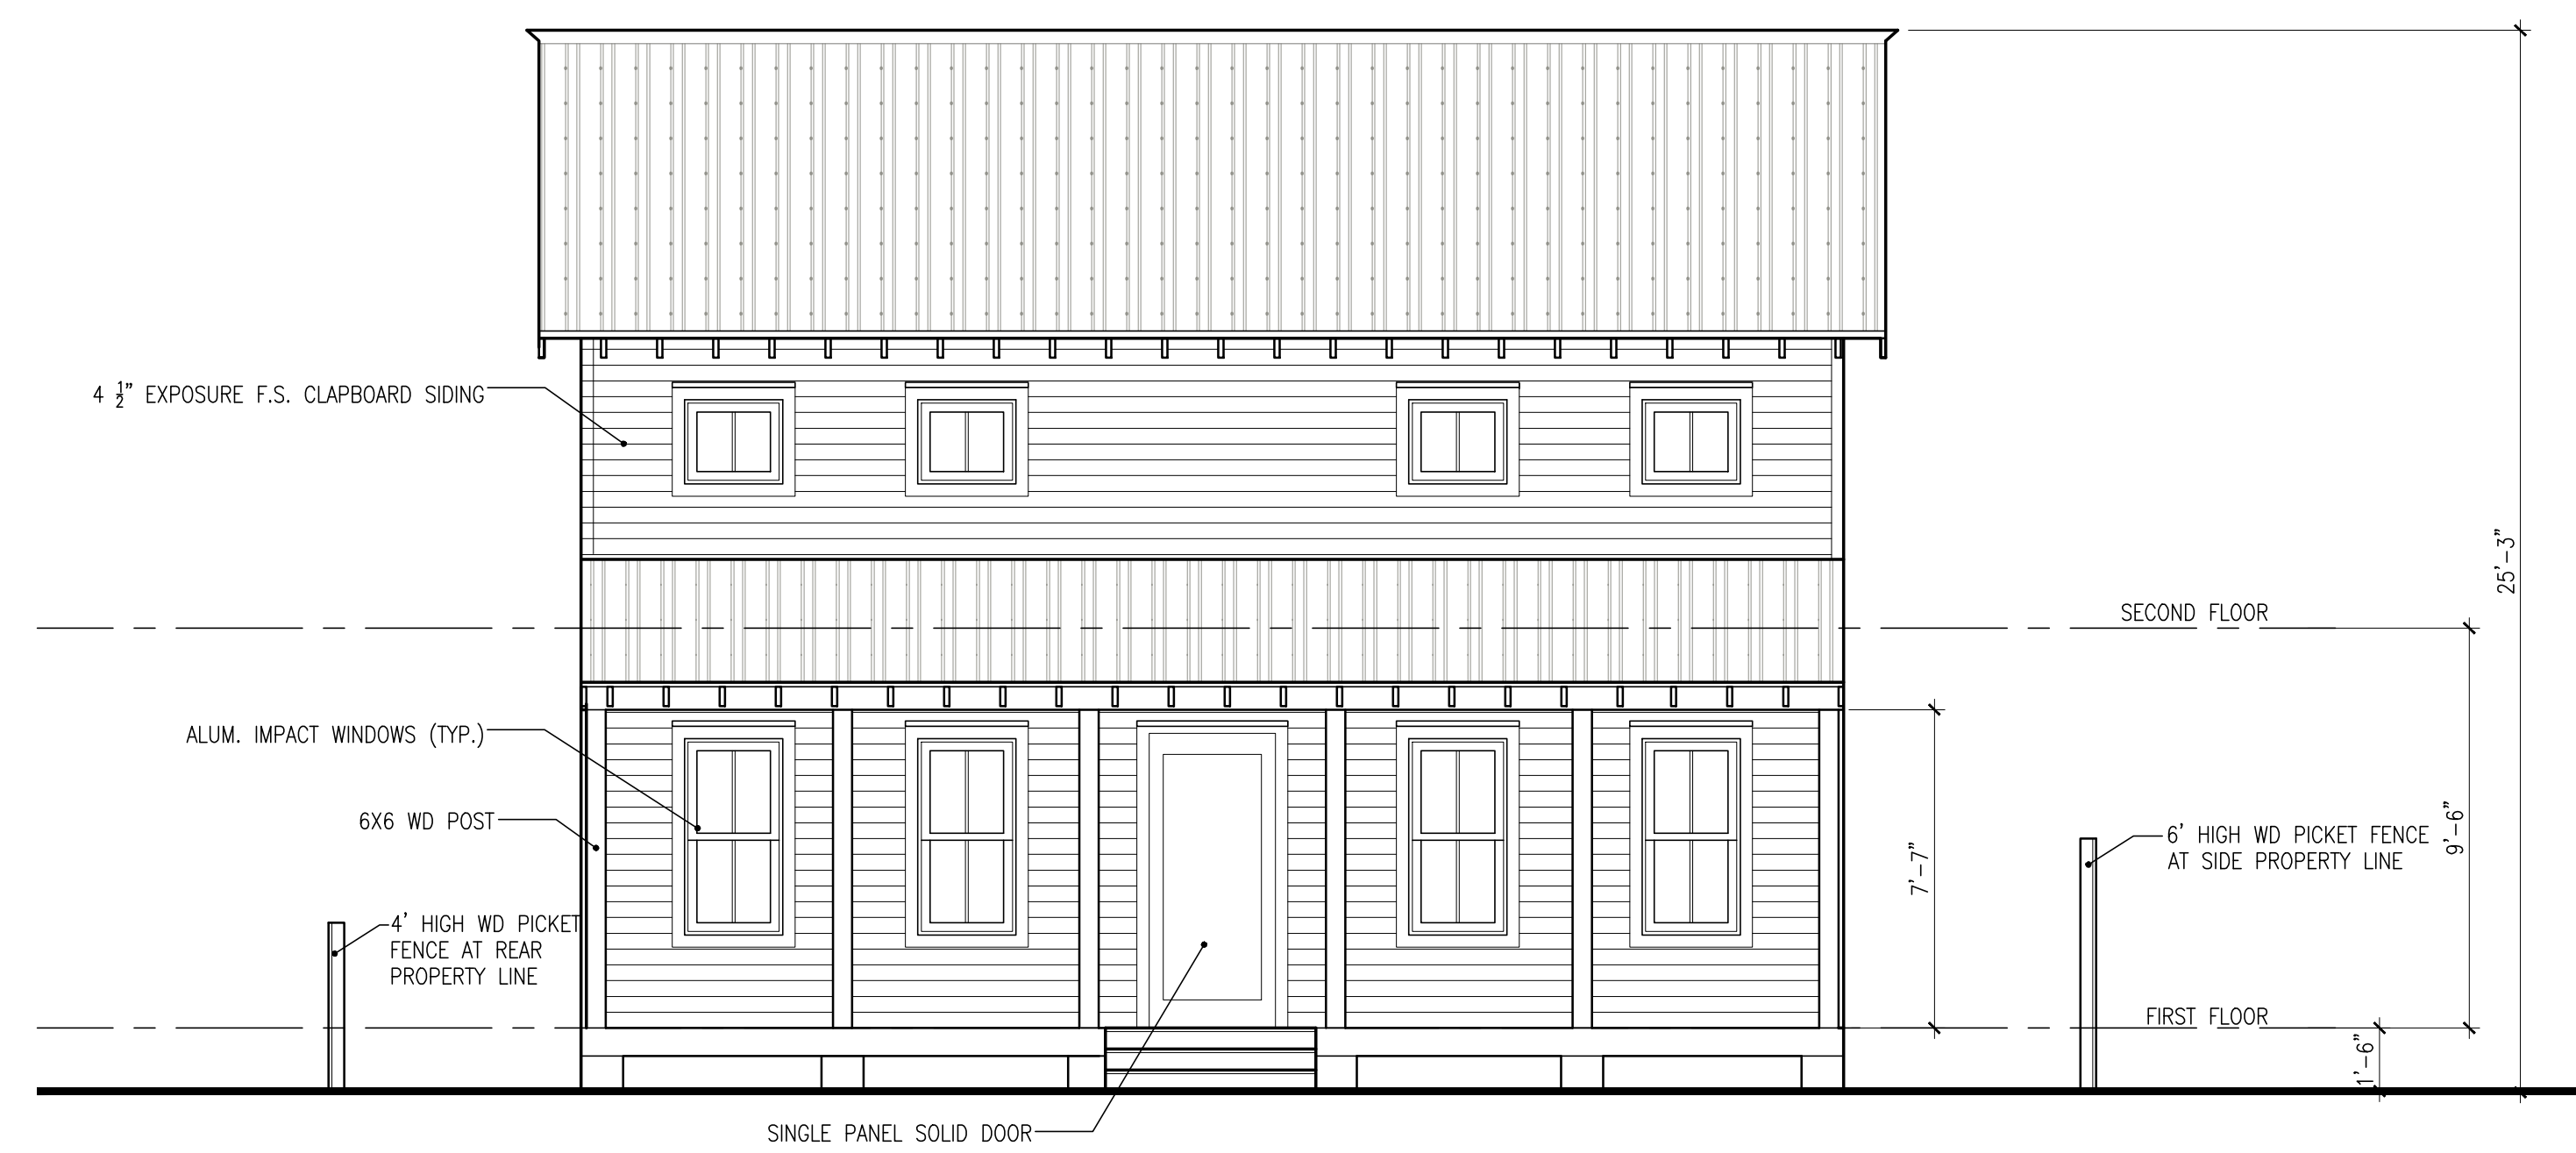 4 ½" EXPOSURE F.S. CLAPBOARD SIDING
25'-3"
SECOND FLOOR
ALUM. IMPACT WINDOWS (TYP.)
6X6 WD POST
7'-7"
9'-6"
6' HIGH WD PICKET FENCE
AT SIDE PROPERTY LINE
4' HIGH WD PICKET
FENCE AT REAR
PROPERTY LINE
FIRST FLOOR
1'-6"
SINGLE PANEL SOLID DOOR